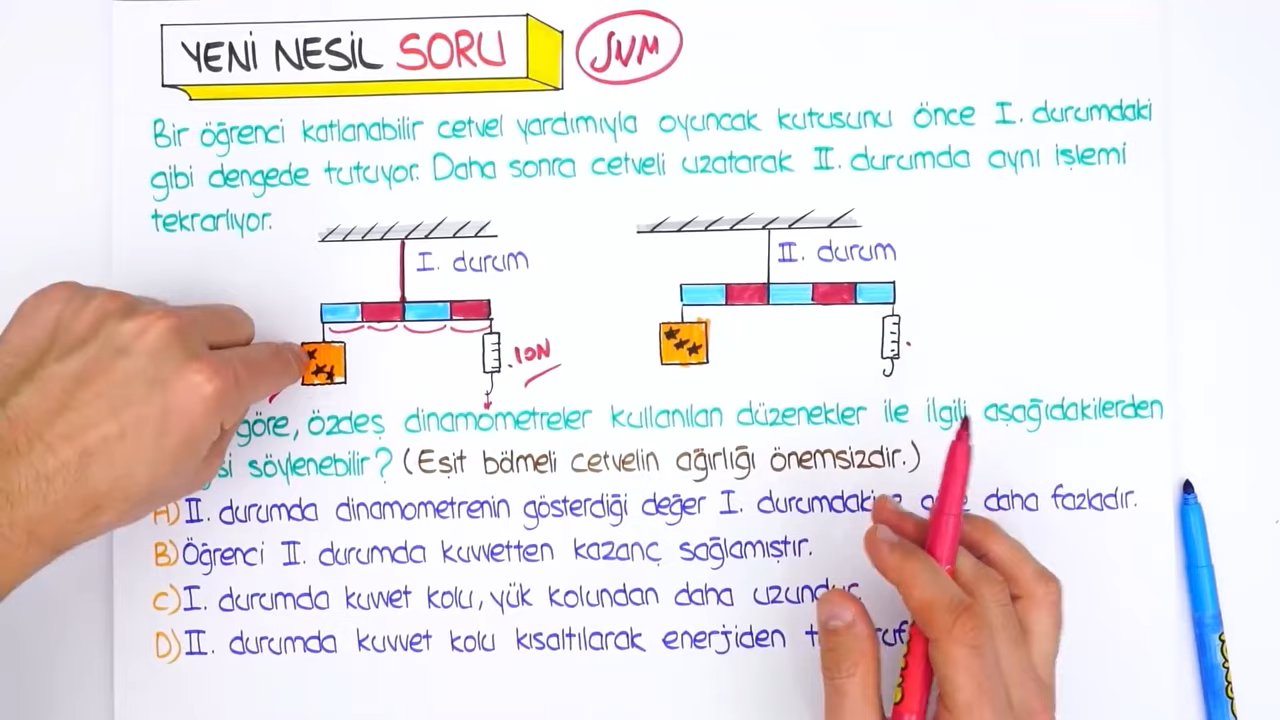 YENİ NESİL SORU
JVM
Bir öğrenci katlanabilir cetvel yardımıyla oyuncak kutusunu önce I. durumdaki
gibi dengede tutuyor. Daha sonra cetveli uzatarak II. durumda aynı işlemi
tekrarlıyor.
I. durum
II. durum
10N
göre, özdeş dinamometreler kullanılan düzenekler ile ilgili aşağıdakilerden
söylenebilir? (Eşit bölmeli cetvelin ağırlığı önemsizdir.)
A) II. durumda dinamometrenin gösterdiği değer I. daha fazladır.
B) Öğrenci II. durumda kuvvetten kazanç sağlamıştır.
C) I. durumda kuvvet kolu, yük kolundan daha uzundur.
D) II. durumda kuvvet kolu kısaltılarak enerjiden